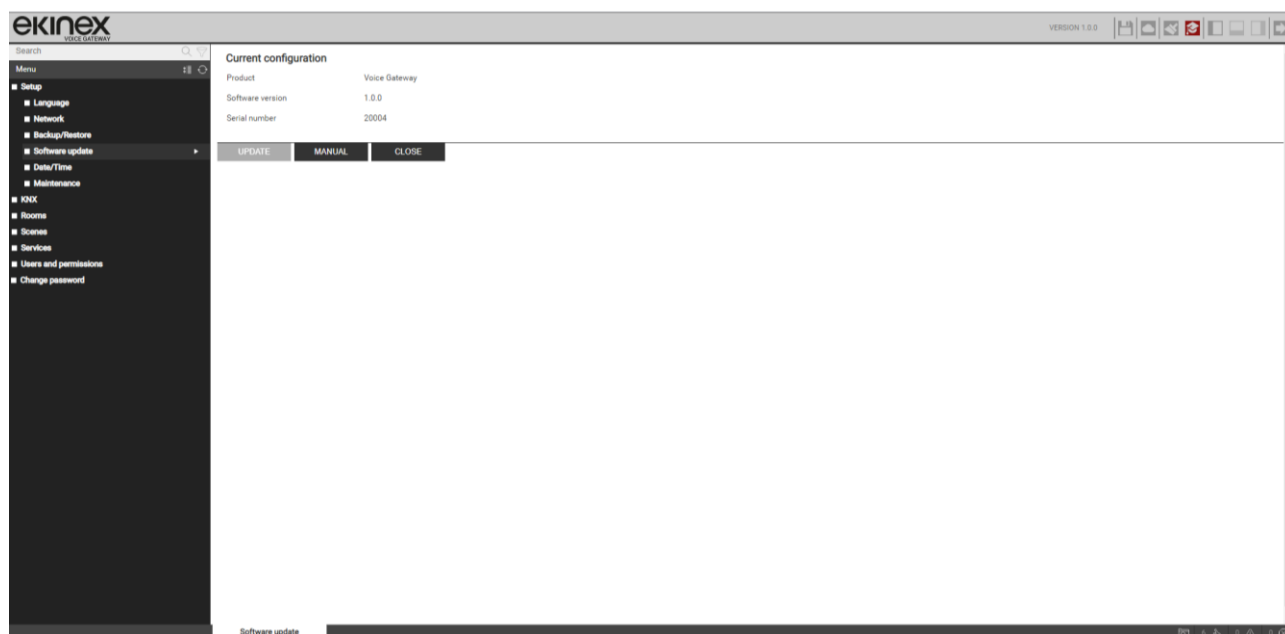 ekinex
VOICE GATEWAY
VERSION 1.0.0
Search
Menu
Setup
Language
Network
Backup/Restore
Software update
Date/Time
Maintenance
KNX
Rooms
Scenes
Services
Users and permissions
Change password
Current configuration
Product Voice Gateway
Software version 1.0.0
Serial number 20004
UPDATE MANUAL CLOSE
Software update